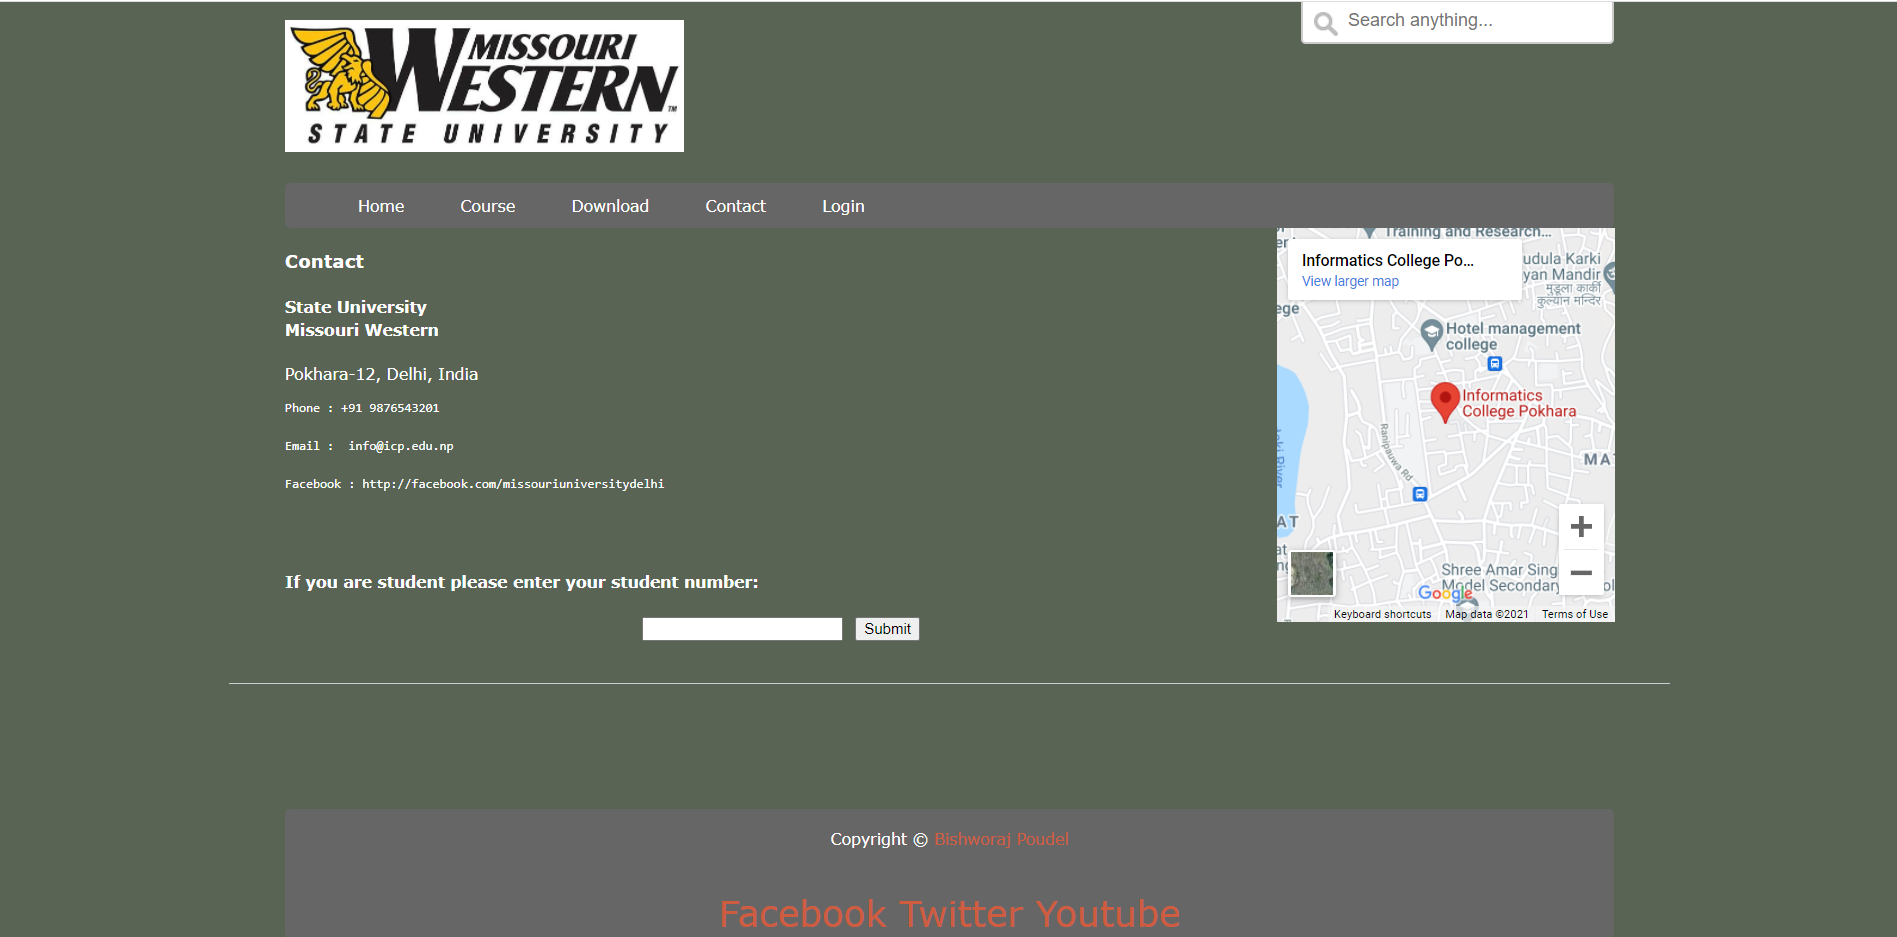 Search anything...
MISSOURI
WESTERN
STATE UNIVERSITY
Home Course Download Contact Login
Contact
State University
Missouri Western
Pokhara-12, Delhi, India
Phone : +91 9876543201
Email : info@icp.edu.np
Facebook : http://facebook.com/missouriuniversitydelhi
If you are student please enter your student number:
Submit
Training and Research...
Informatics College Po...
View larger map
udula Karki
yan Mandir
मुडुला कार्की
कुल्यान मन्दिर
ege
Hotel management
college
Informatics
College Pokhara
Ranipauwa Rd
River
MAT
AT
Shree Amar Sing
Model Secondary
Google
Keyboard shortcuts Map data ©2021 Terms of Use
Copyright © Bishworaj Poudel
Facebook Twitter Youtube